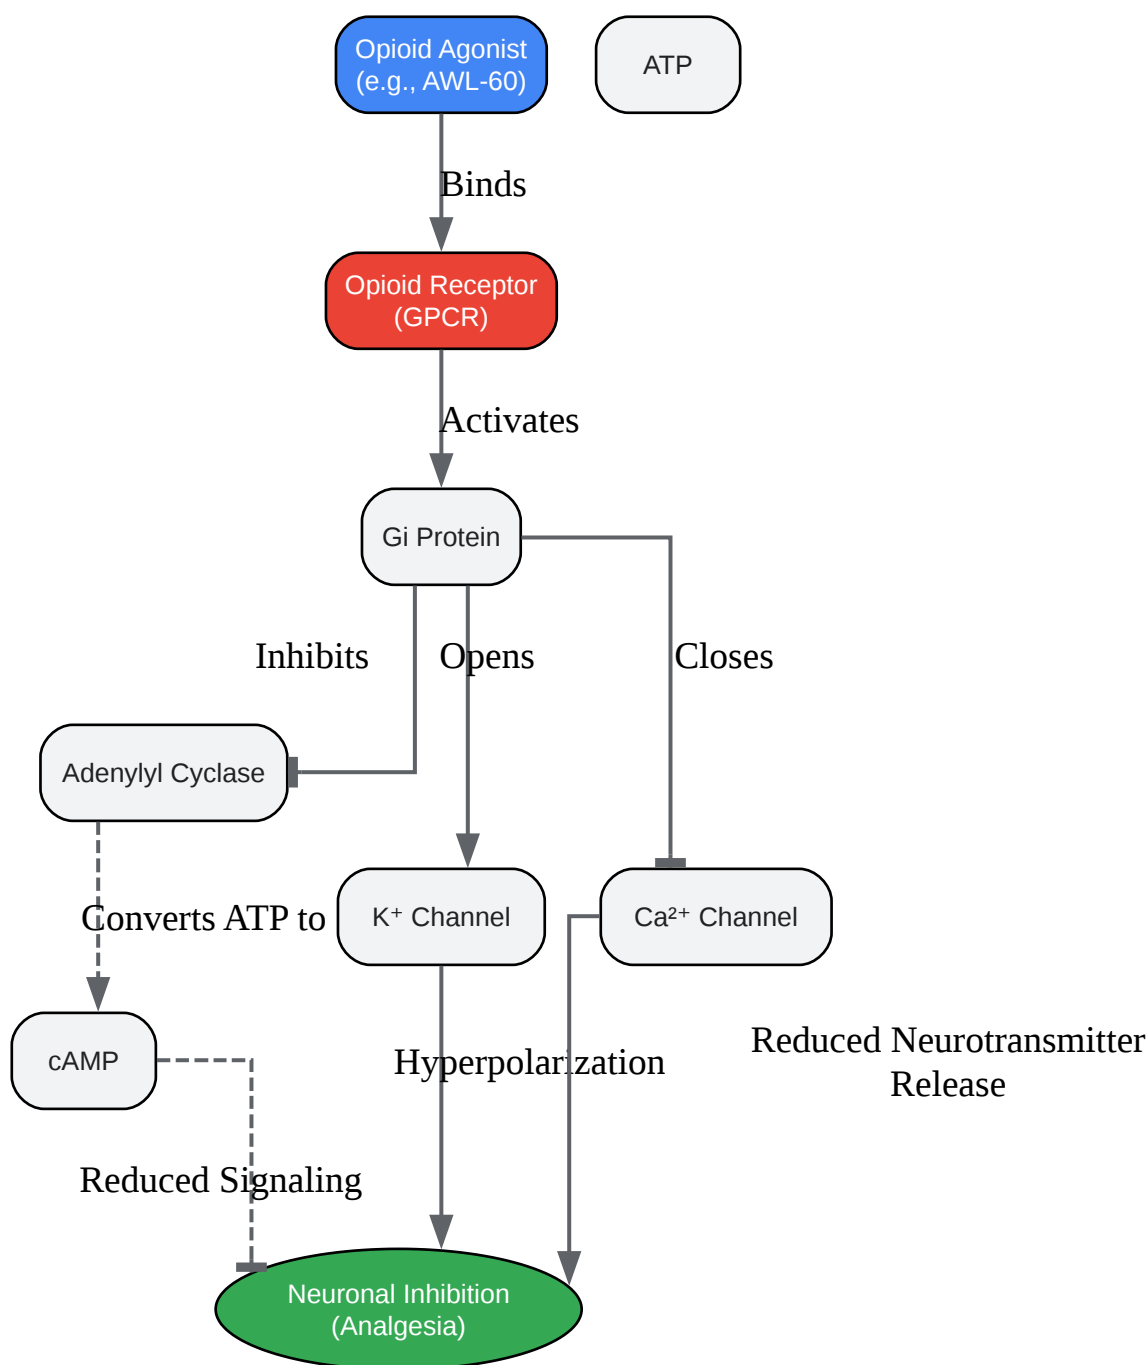 Opioid Agonist
(e.g., AWL-60)
ATP
Binds
Opioid Receptor
(GPCR)
Activates
Gi Protein
Inhibits
Opens
Closes
Adenylyl Cyclase
Converts ATP to
K⁺ Channel
Ca²⁺ Channel
cAMP
Hyperpolarization
Reduced Neurotransmitter
Release
Reduced Signaling
Neuronal Inhibition
(Analgesia)